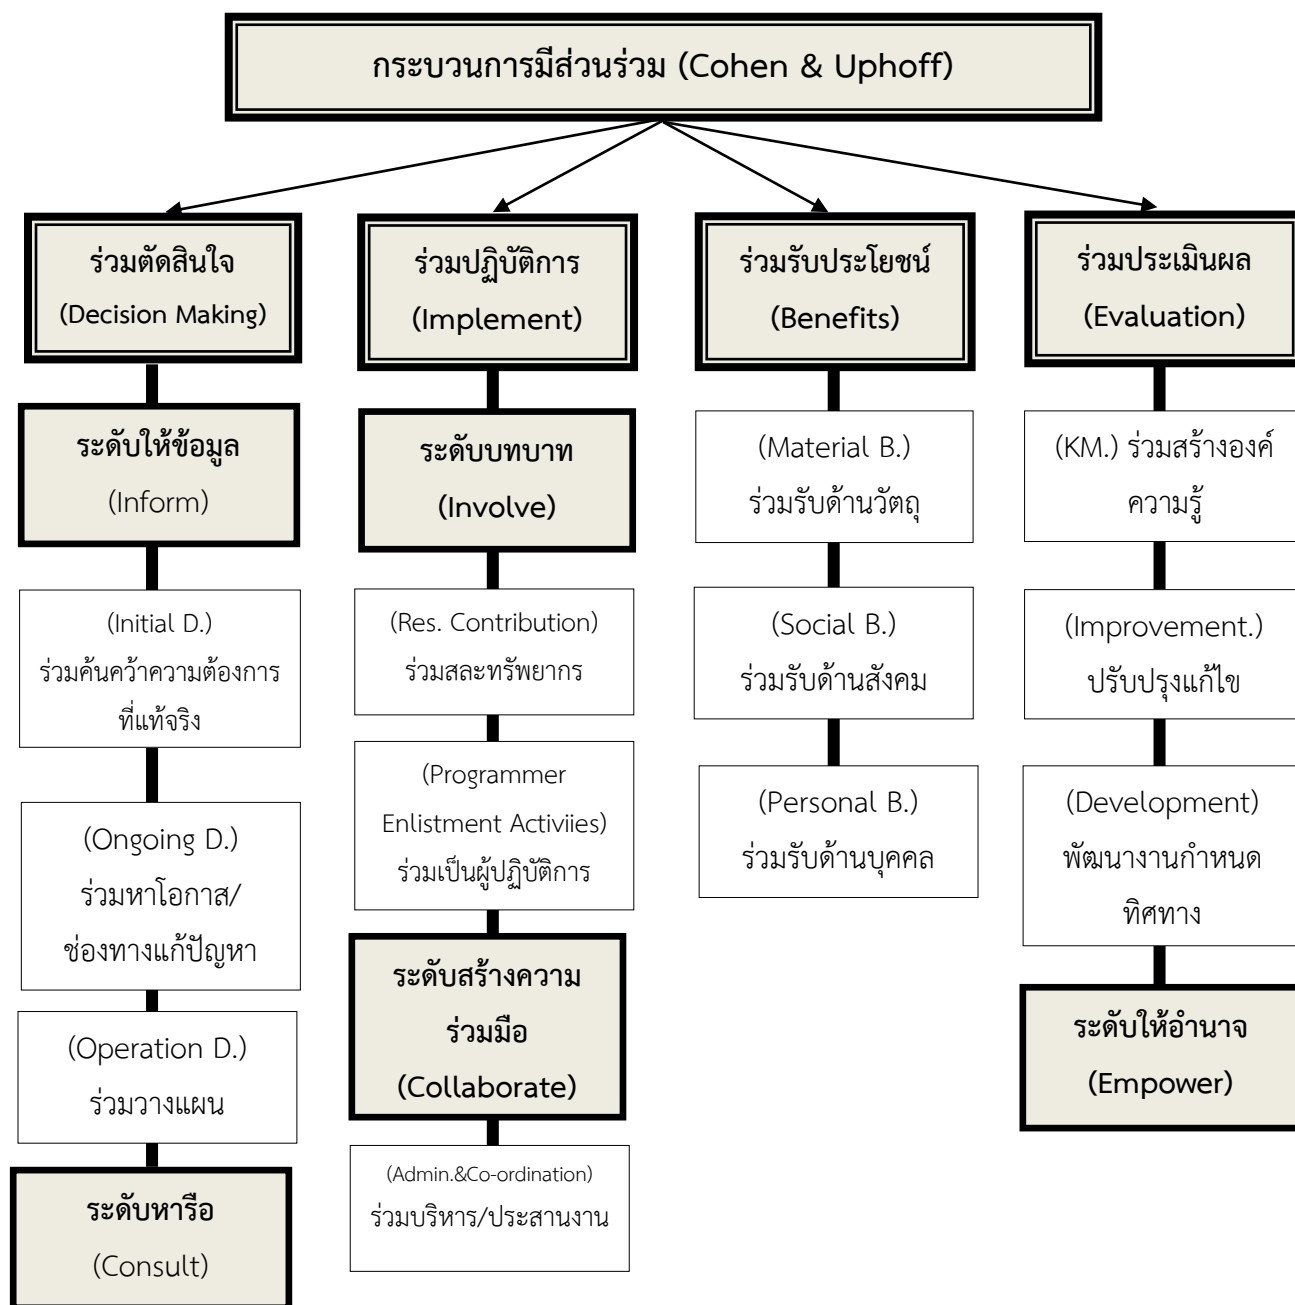 กระบวนการมีส่วนร่วม (Cohen & Uphoff)
ร่วมตัดสินใจ
(Decision Making)
ระดับให้ข้อมูล
(Inform)
(Initial D.)
ร่วมค้นคว้าความต้องการ
ที่แท้จริง
(Ongoing D.)
ร่วมหาโอกาส/
ช่องทางแก้ปัญหา
(Operation D.)
ร่วมวางแผน
ระดับหารือ
(Consult)
ร่วมปฏิบัติการ
(Implement)
ระดับบทบาท
(Involve)
(Res. Contribution)
ร่วมสละทรัพยากร
(Programmer
Enlistment Activiies)
ร่วมเป็นผู้ปฏิบัติการ
ระดับสร้างความ
ร่วมมือ
(Collaborate)
(Admin.&Co-ordination)
ร่วมบริหาร/ประสานงาน
ร่วมรับประโยชน์
(Benefits)
(Material B.)
ร่วมรับด้านวัตถุ
(Social B.)
ร่วมรับด้านสังคม
(Personal B.)
ร่วมรับด้านบุคคล
ร่วมประเมินผล
(Evaluation)
(KM.) ร่วมสร้างองค์
ความรู้
(Improvement.)
ปรับปรุงแก้ไข
(Development)
พัฒนางานกำหนด
ทิศทาง
ระดับให้อำนาจ
(Empower)